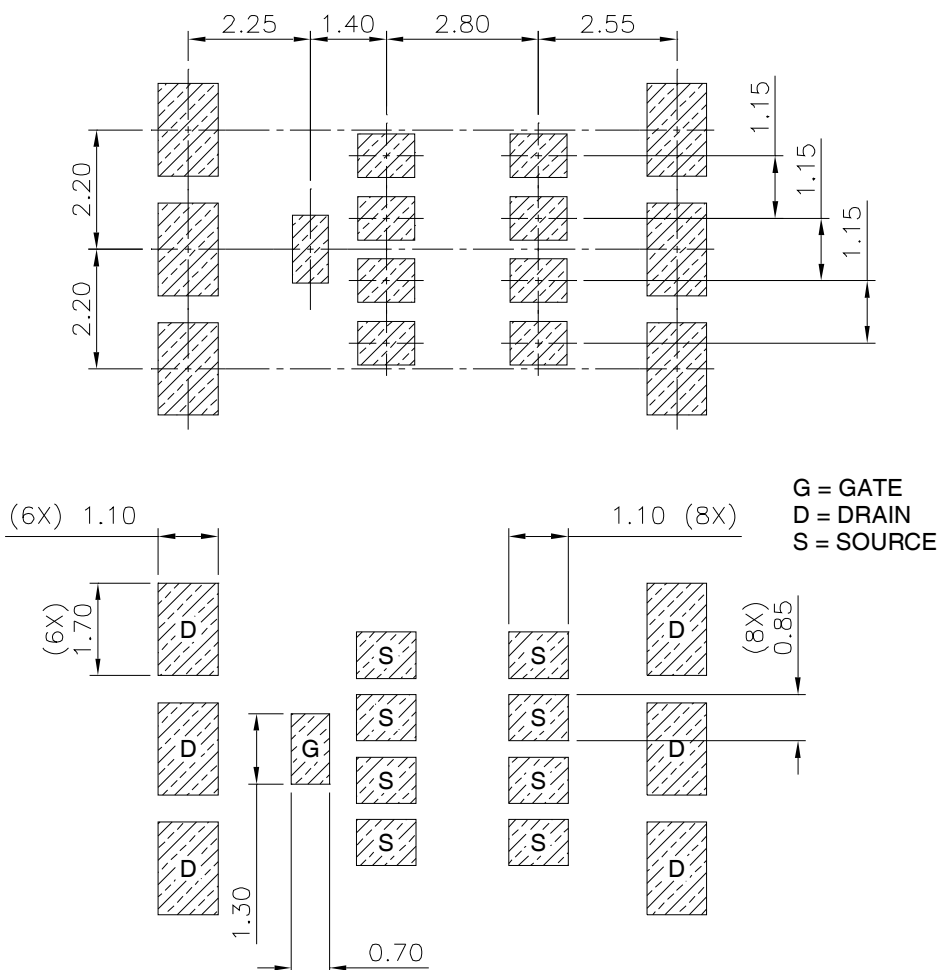 2.25 1.40 2.80 2.55
1.15
1.15
1.15
2.20
2.20
G = GATE
D = DRAIN
S = SOURCE
(6X) 1.10
1.10 (8X)
(6X)
1.70
(8X)
0.85
D
S
S
D
S
S
D
G
D
S
S
S
S
D
D
1.30
0.70